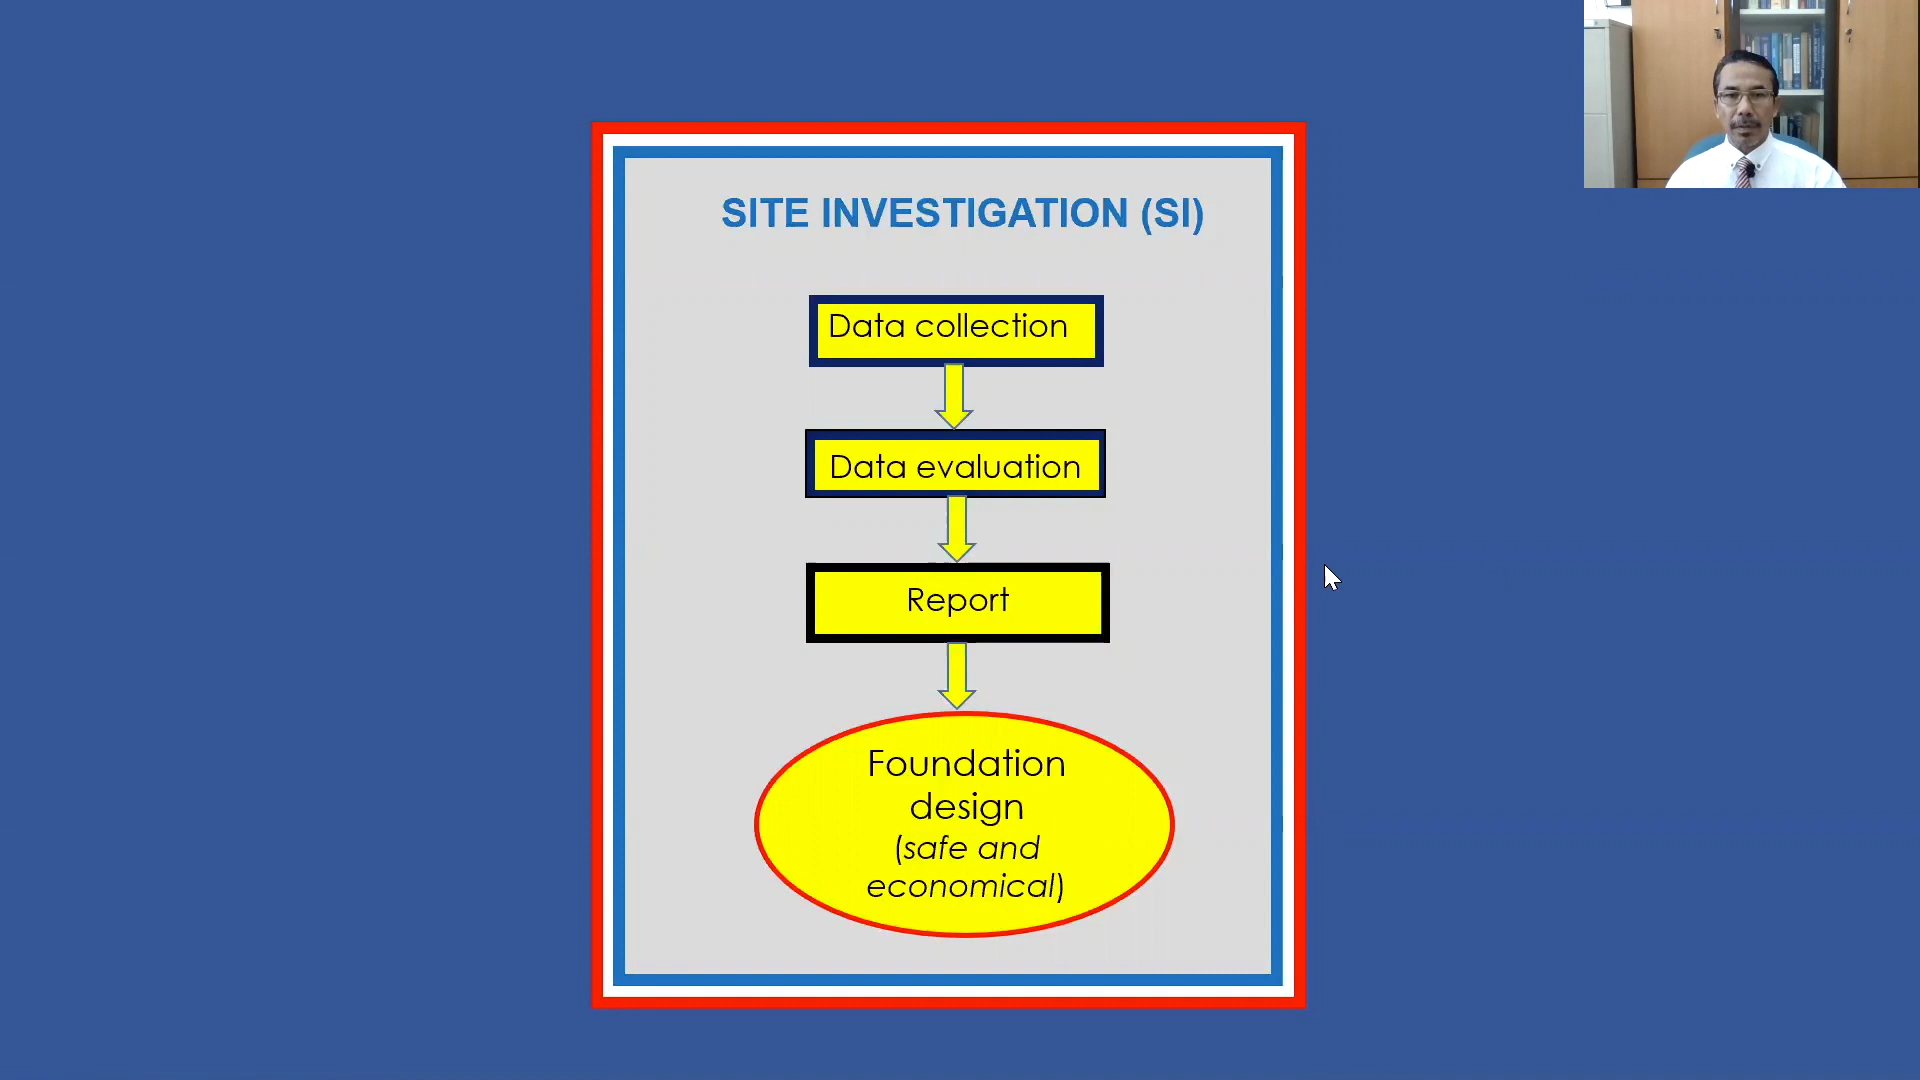 SITE INVESTIGATION (SI)
Data collection
Data evaluation
Report
Foundation
design
(safe and
economical)